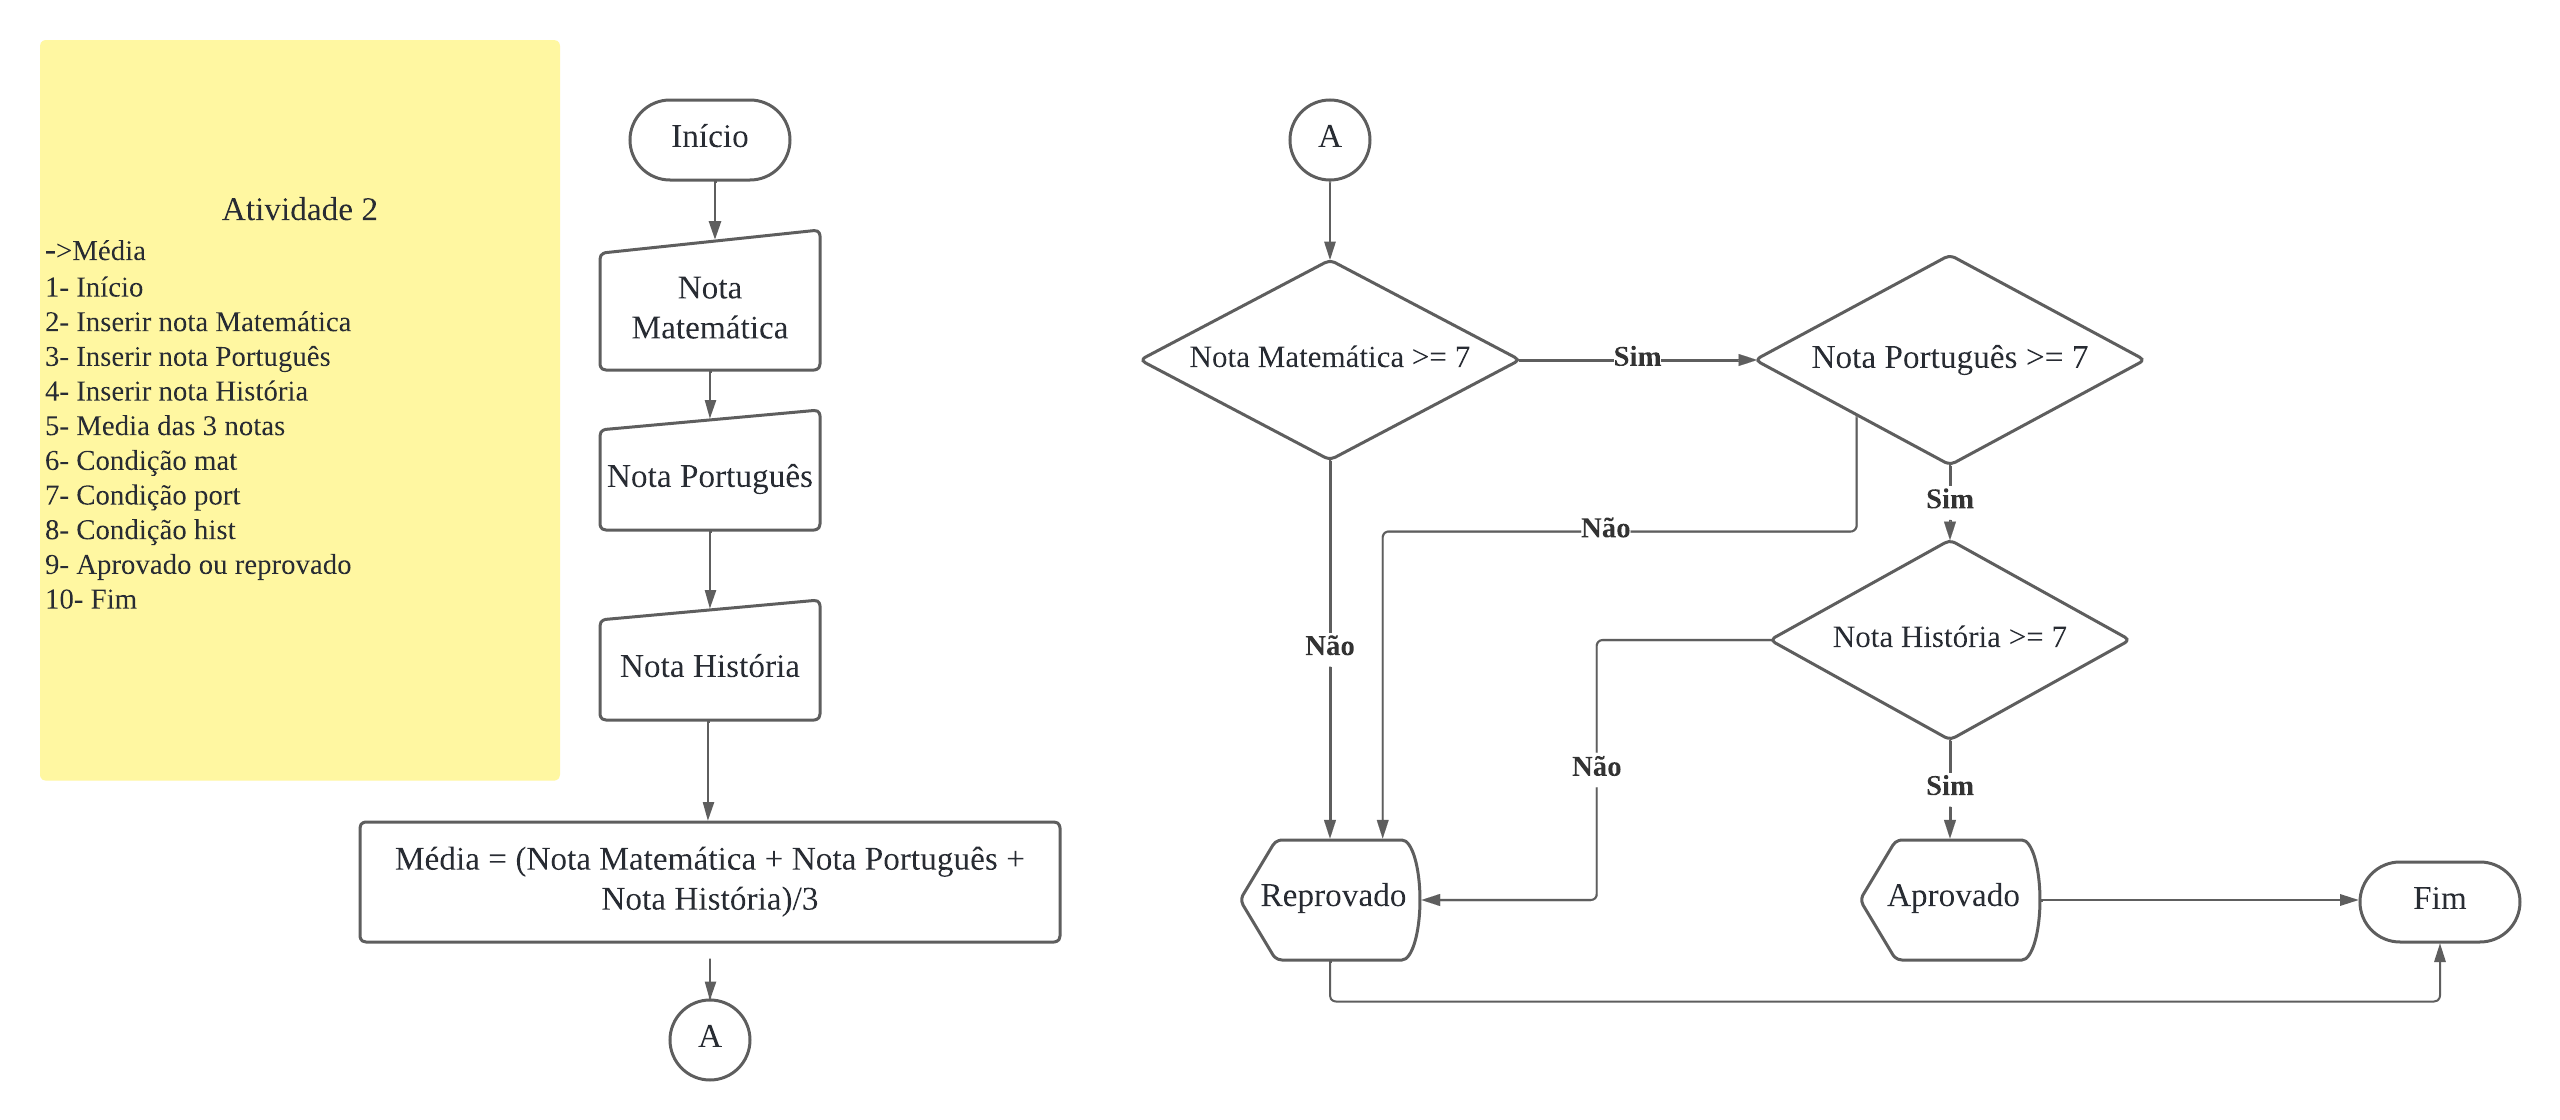 Atividade 2
->Média
1- Início
2- Inserir nota Matemática
3- Inserir nota Português
4- Inserir nota História
5- Media das 3 notas
6- Condição mat
7- Condição port
8- Condição hist
9- Aprovado ou reprovado
10- Fim
Início
Nota
Matemática
Nota Português
Nota História
Média = (Nota Matemática + Nota Português +
Nota História)/3
A
A
Nota Matemática >= 7
Sim
Nota Português >= 7
Não
Sim
Não
Nota História >= 7
Não
Sim
Reprovado
Aprovado
Fim